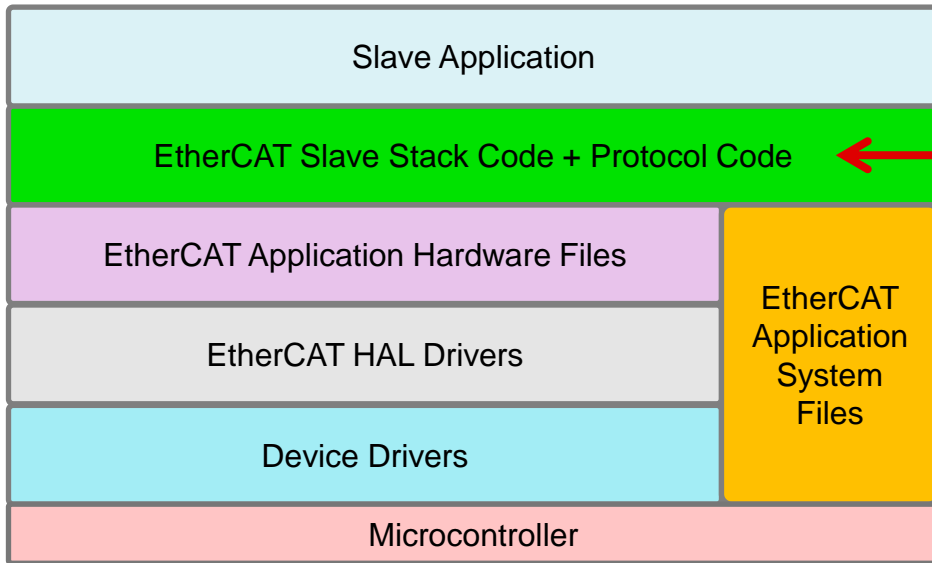 Slave Application
EtherCAT Slave Stack Code + Protocol Code
EtherCAT Application Hardware Files
EtherCAT HAL Drivers
Device Drivers
EtherCAT
Application
System
Files
Microcontroller